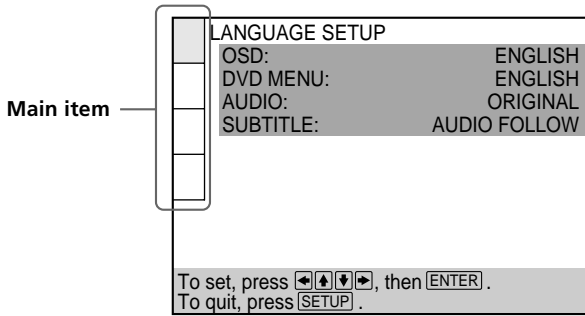 LANGUAGE SETUP
OSD: ENGLISH
DVD MENU: ENGLISH
AUDIO: ORIGINAL
SUBTITLE: AUDIO FOLLOW
Main item
To set, press ←↑↓→, then ENTER.
To quit, press SETUP.